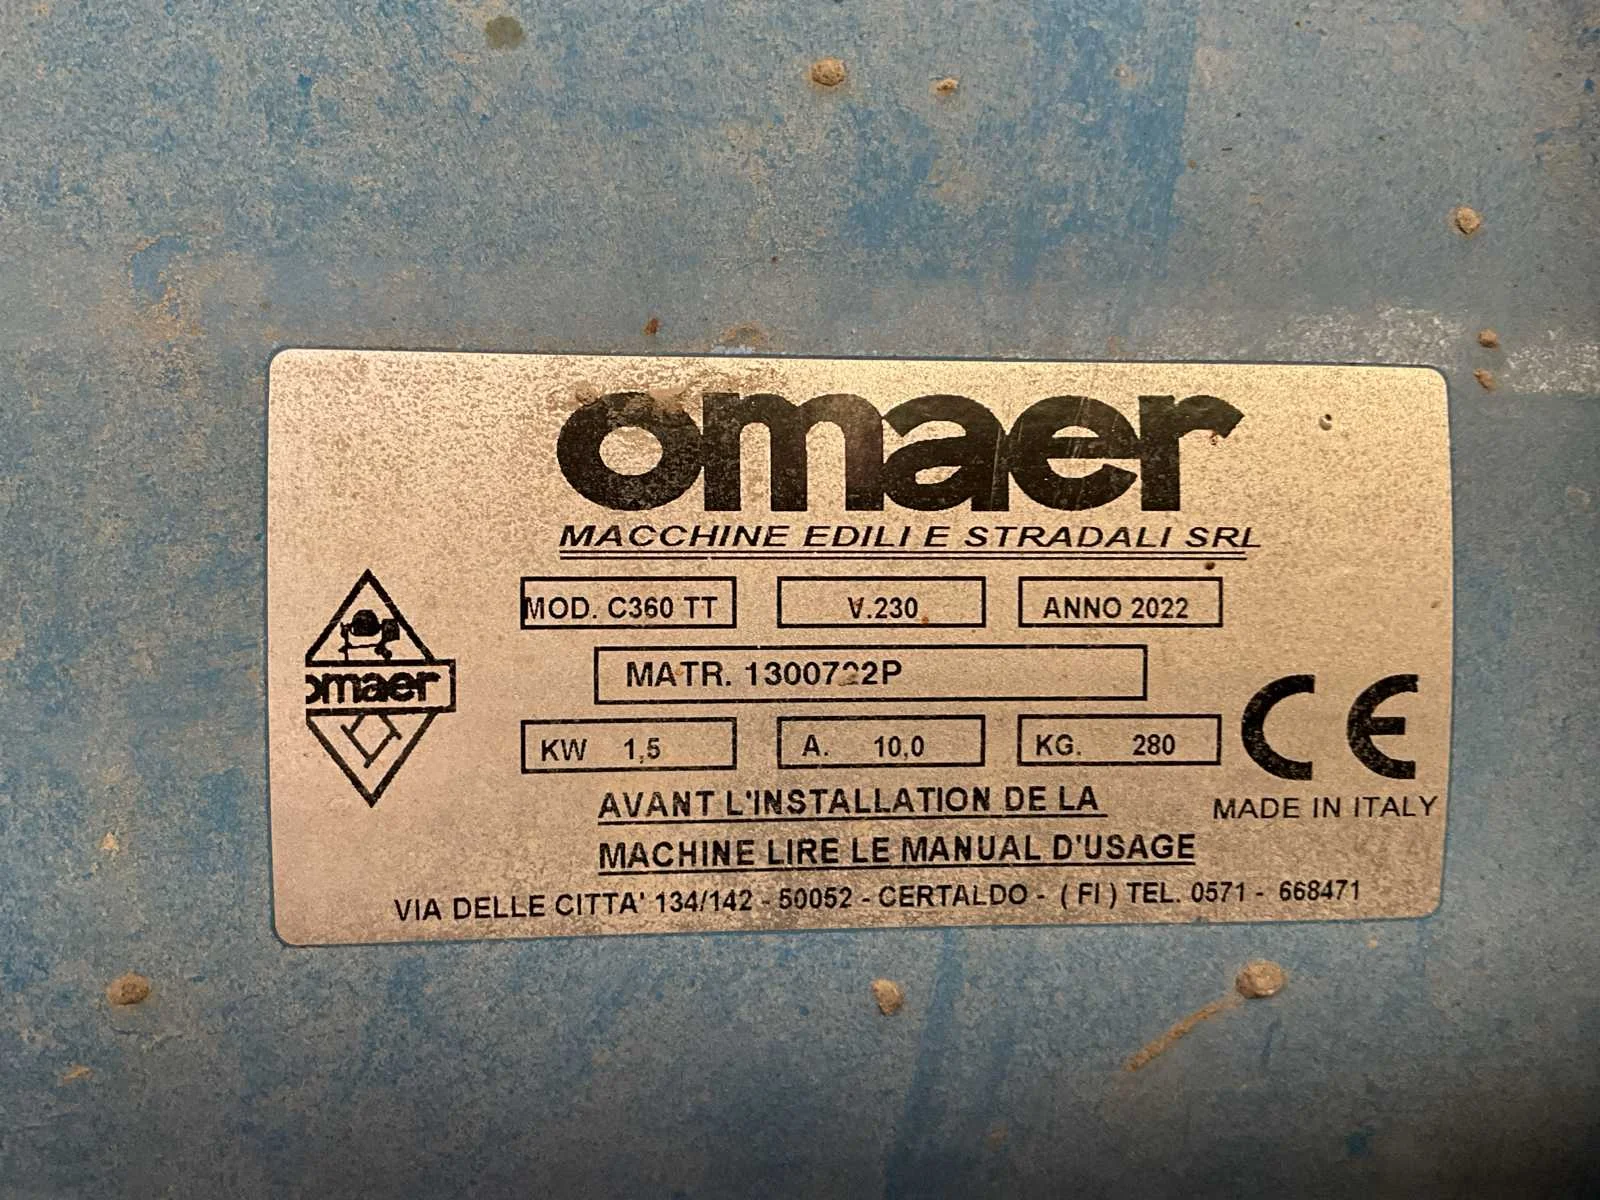 omaer
MACCHINE EDILI E STRADALI SRL
MOD. C360 TT V.230 ANNO 2022
omaer
MATR.
KW 1,5 A. 10,0 KG. 280
CE
AVANT L'INSTALLATION DE LA
MADE IN ITALY
MACHINE LIRE LE MANUAL D'USAGE
VIA DELLE CITTA' 134/142 - 50052 - CERTALDO - ( FI ) TEL. 0571 - 668471